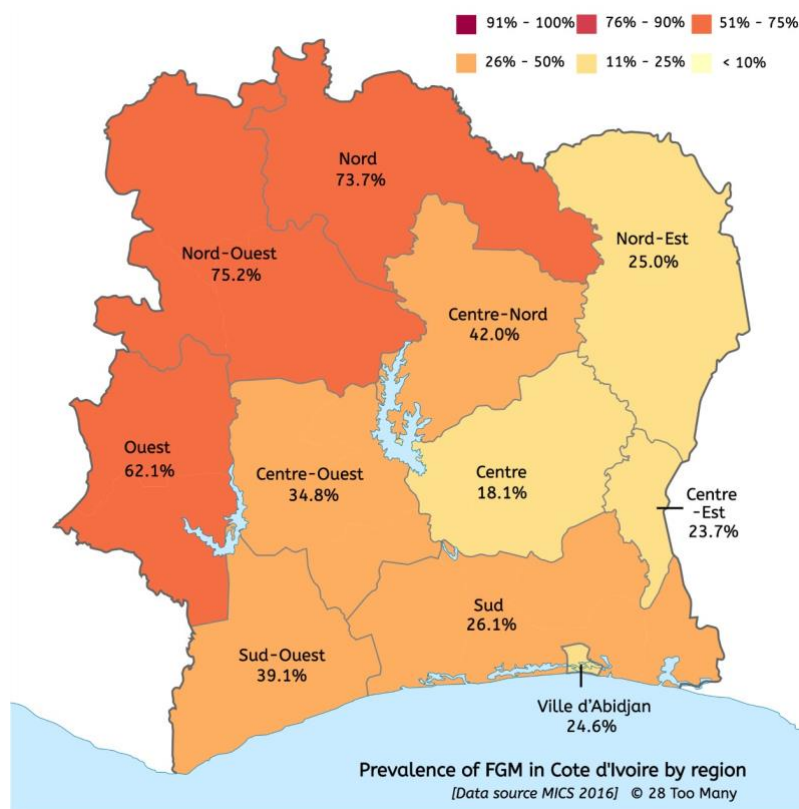 91% - 100% 76% - 90% 51% - 75%
26% - 50% 11% - 25% < 10%
Nord
73.7%
Nord-Est
25.0%
Nord-Ouest
75.2%
Centre-Nord
42.0%
Ouest
62.1%
Centre-Ouest
34.8%
Centre
18.1%
Centre
-Est
23.7%
Sud
26.1%
Sud-Ouest
39.1%
Ville d'Abidjan
24.6%
Prevalence of FGM in Cote d'Ivoire by region
[Data source MICS 2016] © 28 Too Many